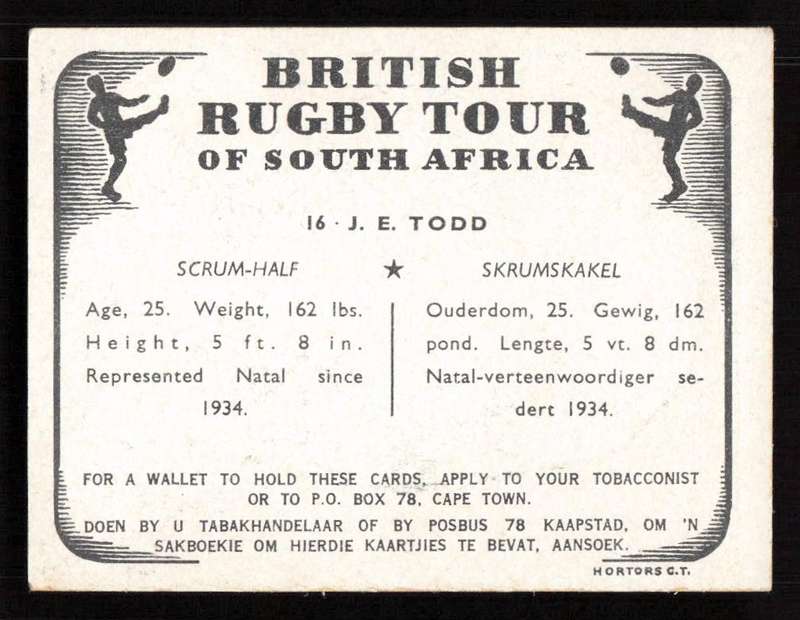 BRITISH
RUGBY TOUR
OF SOUTH AFRICA
16 · J. E. TODD
SCRUM-HALF ★ SKRUMSKAKEL
Age, 25. Weight, 162 lbs.
Height, 5 ft. 8 in.
Represented Natal since
1934.
Ouderdom, 25. Gewig, 162
pond. Lengte, 5 vt. 8 dm.
Natal-verteenwoordiger se-
dert 1934.
FOR A WALLET TO HOLD THESE CARDS, APPLY TO YOUR TOBACCONIST
OR TO P.O. BOX 78, CAPE TOWN.
DOEN BY U TABAKHANDELAAR OF BY POSBUS 78 KAAPSTAD, OM 'N
SAKBOEKIE OM HIERDIE KAARTJIES TE BEVAT, AANSOEK.
HORTORS C.T.